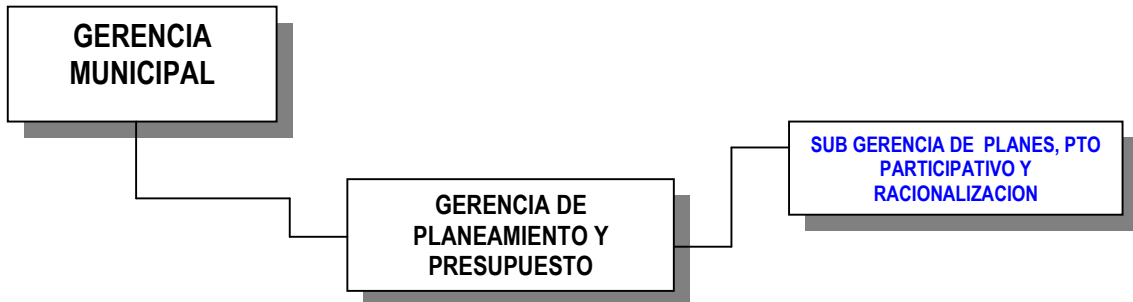 GERENCIA
MUNICIPAL
SUB GERENCIA DE PLANES, PTO
PARTICIPATIVO Y
RACIONALIZACION
GERENCIA DE
PLANEAMIENTO Y
PRESUPUESTO